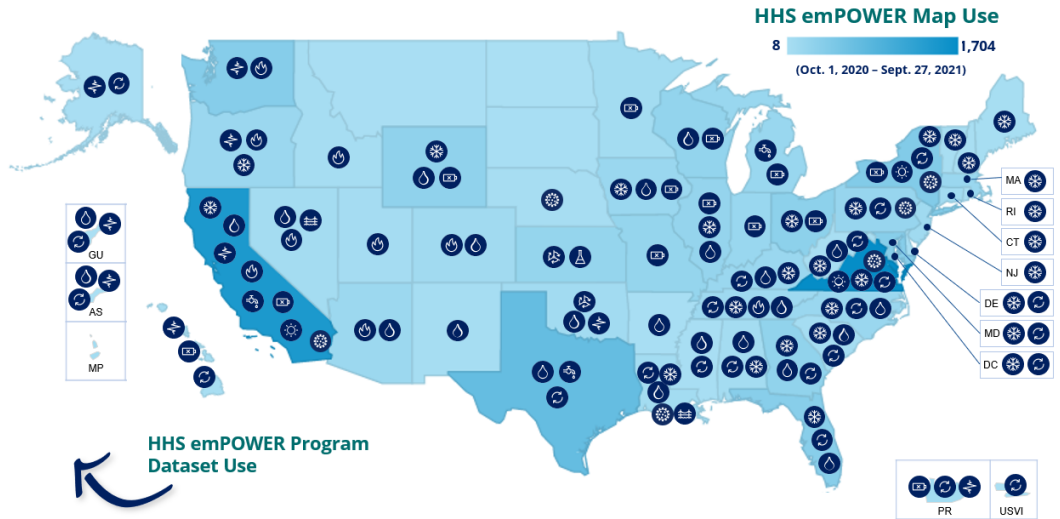 HHS emPOWER Map Use
8 1,704
(Oct. 1, 2020 – Sept. 27, 2021)
MA
RI
CT
NJ
DE
MD
DC
GU
AS
MP
HHS emPOWER Program
Dataset Use
PR USVI